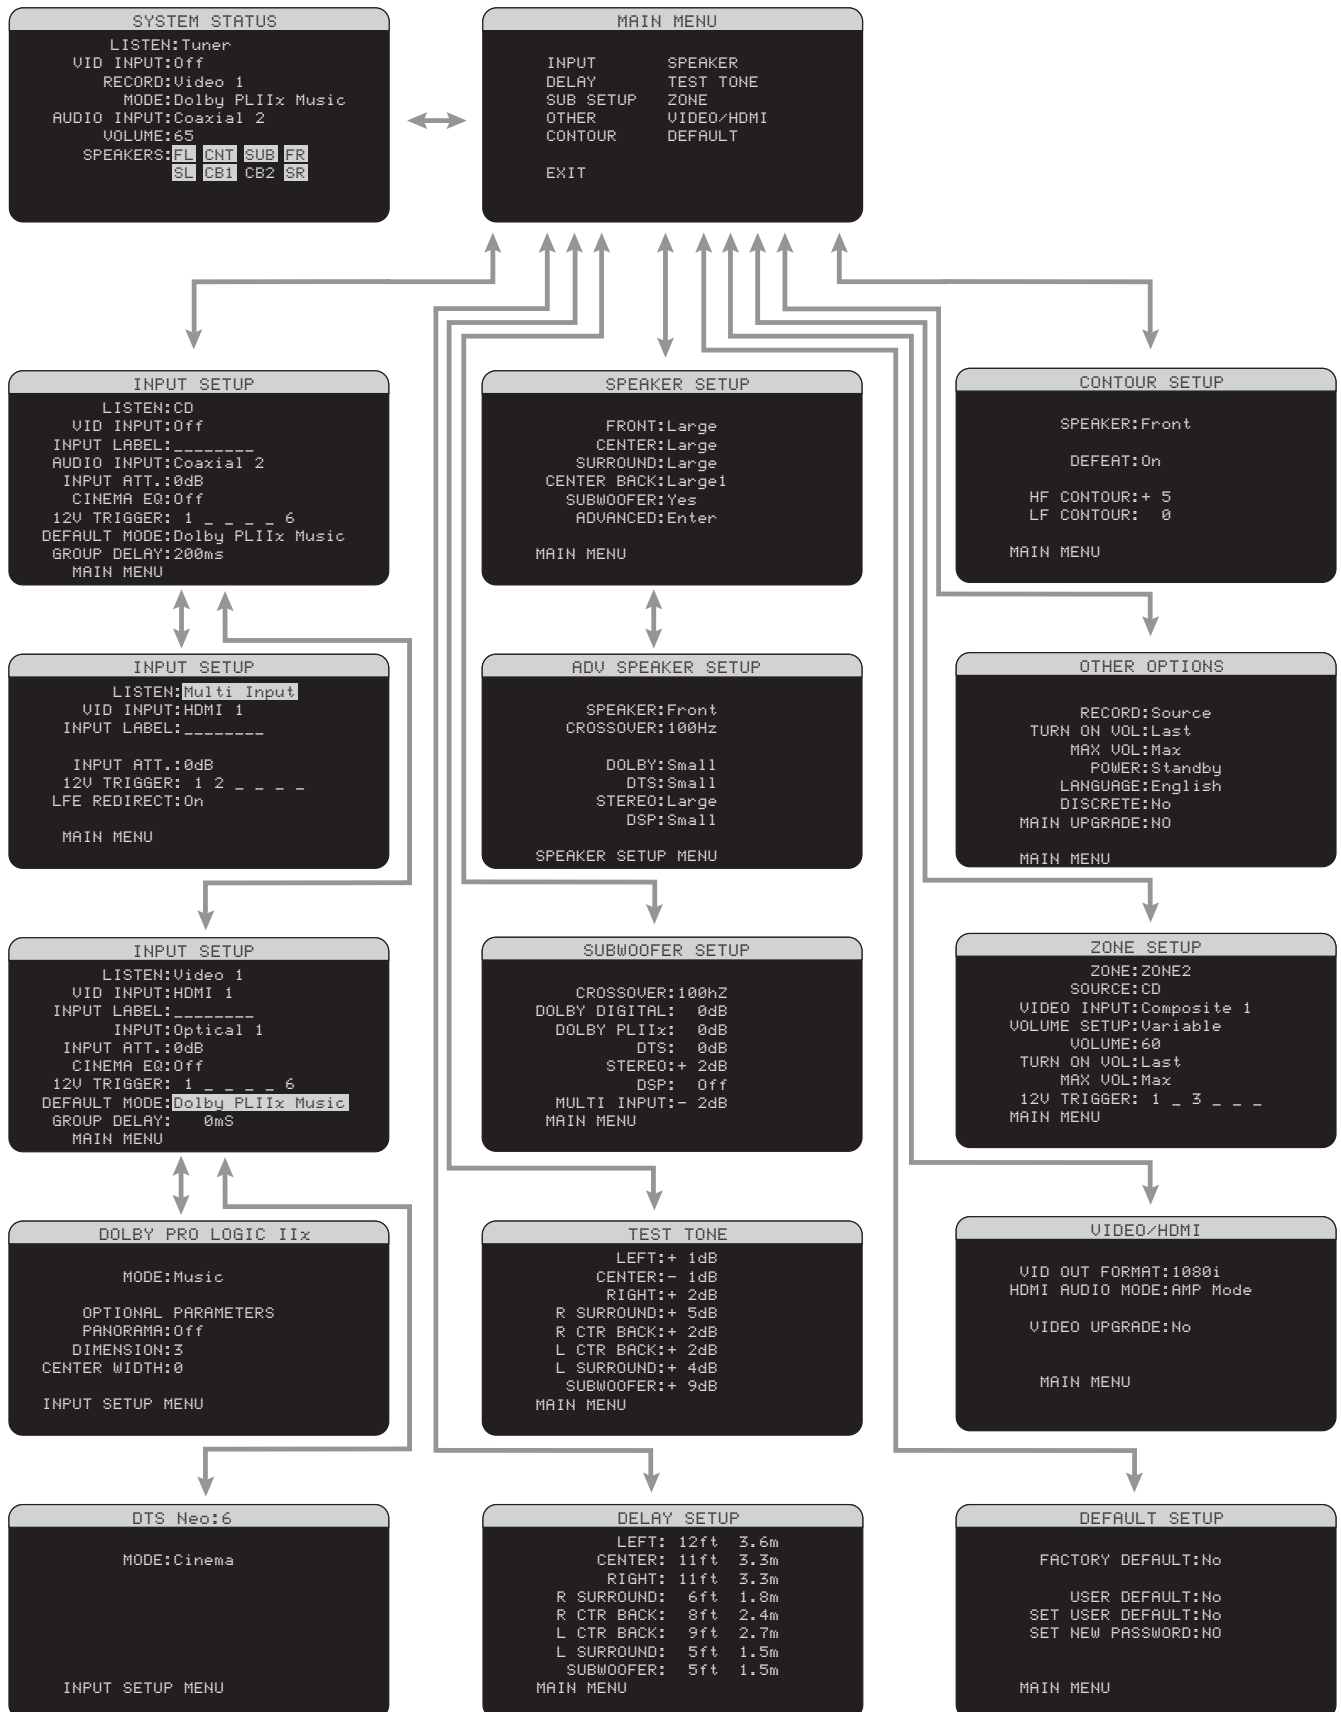 SYSTEM STATUS
LISTEN:Tuner
VID INPUT:Off
RECORD:Video 1
MODE:Dolby PLIIx Music
AUDIO INPUT:Coaxial 2
VOLUME:65
SPEAKERS:FL CNT SUB FR
SL CB1 CB2 SR
MAIN MENU
INPUT SPEAKER
DELAY TEST TONE
SUB SETUP ZONE
OTHER VIDEO/HDMI
CONTOUR DEFAULT
EXIT
INPUT SETUP
LISTEN:CD
VID INPUT:Off
INPUT LABEL:________
AUDIO INPUT:Coaxial 2
INPUT ATT.:0dB
CINEMA EQ:Off
12V TRIGGER: 1 _ _ _ _ 6
DEFAULT MODE:Dolby PLIIx Music
GROUP DELAY:200ms
MAIN MENU
SPEAKER SETUP
FRONT:Large
CENTER:Large
SURROUND:Large
CENTER BACK:Large1
SUBWOOFER:Yes
ADVANCED:Enter
MAIN MENU
CONTOUR SETUP
SPEAKER:Front
DEFEAT:On
HF CONTOUR:+ 5
LF CONTOUR: 0
MAIN MENU
INPUT SETUP
LISTEN:Multi Input
VID INPUT:HDMI 1
INPUT LABEL:________
INPUT ATT.:0dB
12V TRIGGER: 1 2 _ _ _ _
LFE REDIRECT:On
MAIN MENU
ADV SPEAKER SETUP
SPEAKER:Front
CROSSOVER:100Hz
DOLBY:Small
DTS:Small
STEREO:Large
DSP:Small
SPEAKER SETUP MENU
OTHER OPTIONS
RECORD:Source
TURN ON VOL:Last
MAX VOL:Max
POWER:Standby
LANGUAGE:English
DISCRETE:No
MAIN UPGRADE:NO
MAIN MENU
INPUT SETUP
LISTEN:Video 1
VID INPUT:HDMI 1
INPUT LABEL:________
INPUT:Optical 1
INPUT ATT.:0dB
CINEMA EQ:Off
12V TRIGGER: 1 _ _ _ _ 6
DEFAULT MODE:Dolby PLIIx Music
GROUP DELAY: 0mS
MAIN MENU
SUBWOOFER SETUP
CROSSOVER:100hZ
DOLBY DIGITAL: 0dB
DOLBY PLIIx: 0dB
DTS: 0dB
STEREO:+ 2dB
DSP: Off
MULTI INPUT:- 2dB
MAIN MENU
ZONE SETUP
ZONE:ZONE2
SOURCE:CD
VIDEO INPUT:Composite 1
VOLUME SETUP:Variable
VOLUME:60
TURN ON VOL:Last
MAX VOL:Max
12V TRIGGER: 1 _ 3 _ _ _
MAIN MENU
DOLBY PRO LOGIC IIx
MODE:Music
OPTIONAL PARAMETERS
PANORAMA:Off
DIMENSION:3
CENTER WIDTH:0
INPUT SETUP MENU
TEST TONE
LEFT:+ 1dB
CENTER:- 1dB
RIGHT:+ 2dB
R SURROUND:+ 5dB
R CTR BACK:+ 2dB
L CTR BACK:+ 2dB
L SURROUND:+ 4dB
SUBWOOFER:+ 9dB
MAIN MENU
VIDEO/HDMI
VID OUT FORMAT:1080i
HDMI AUDIO MODE:AMP Mode
VIDEO UPGRADE:No
MAIN MENU
DTS Neo:6
MODE:Cinema
INPUT SETUP MENU
DELAY SETUP
LEFT: 12ft 3.6m
CENTER: 11ft 3.3m
RIGHT: 11ft 3.3m
R SURROUND: 6ft 1.8m
R CTR BACK: 8ft 2.4m
L CTR BACK: 9ft 2.7m
L SURROUND: 5ft 1.5m
SUBWOOFER: 5ft 1.5m
MAIN MENU
DEFAULT SETUP
FACTORY DEFAULT:No
USER DEFAULT:No
SET USER DEFAULT:No
SET NEW PASSWORD:NO
MAIN MENU